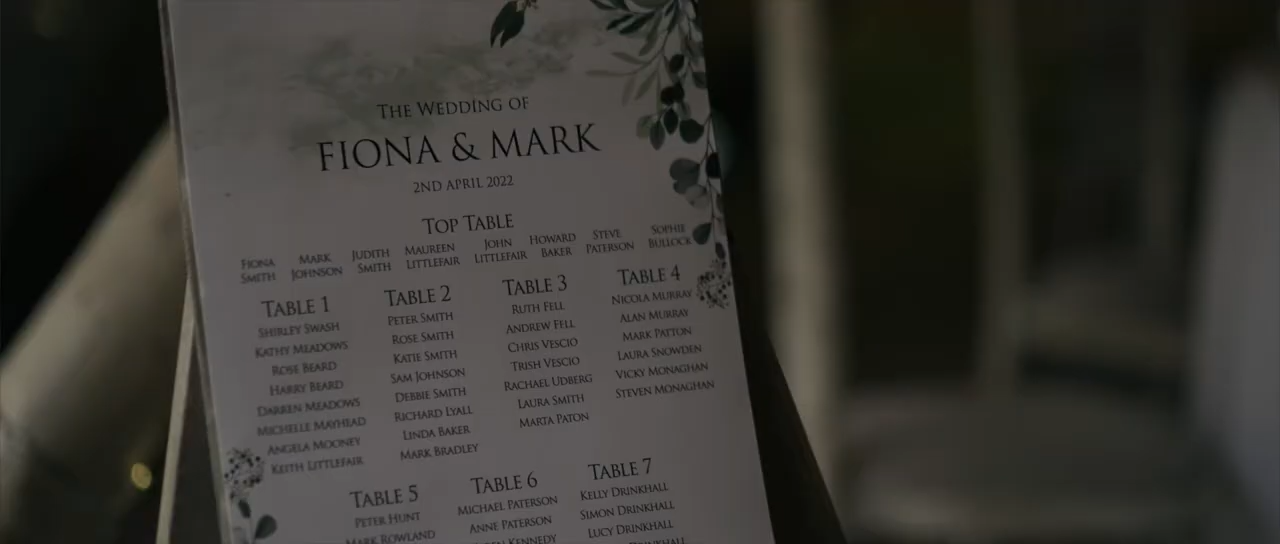 THE WEDDING OF
FIONA & MARK
2ND APRIL 2022
TOP TABLE
FIONA SMITH
MARK JOHNSON
JUDITH SMITH
MAUREEN LITTLEFAIR
JOHN LITTLEFAIR
HOWARD BAKER
STEVE PATERSON
SOPHIE BULLOCK
TABLE 1
SHIRLEY SWASH
KATHY MEADOWS
ROSE BEARD
HARRY BEARD
DARREN MEADOWS
MICHELLE MAYHEAD
ANGELA MOONEY
KEITH LITTLEFAIR
TABLE 2
PETER SMITH
ROSE SMITH
KATIE SMITH
SAM JOHNSON
DEBBIE SMITH
RICHARD LYALL
LINDA BAKER
MARK BRADLEY
TABLE 3
RUTH FELL
ANDREW FELL
CHRIS VESCIO
TRISH VESCIO
RACHAEL UDBERG
LAURA SMITH
MARTA PATON
TABLE 4
NICOLA MURRAY
ALAN MURRAY
MARK PATTON
LAURA SNOWDEN
VICKY MONAGHAN
STEVEN MONAGHAN
TABLE 5
PETER HUNT
MARK ROWLAND
TABLE 6
MICHAEL PATERSON
ANNE PATERSON
KENNEDY
TABLE 7
KELLY DRINKHALL
SIMON DRINKHALL
LUCY DRINKHALL
DRINKHALL